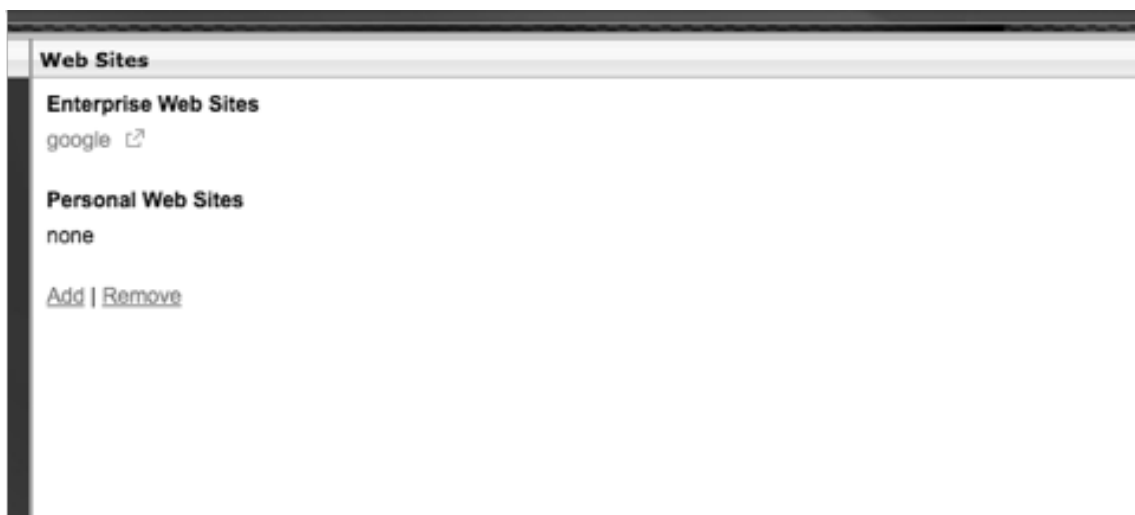 Web Sites
Enterprise Web Sites
google
Personal Web Sites
none
Add | Remove